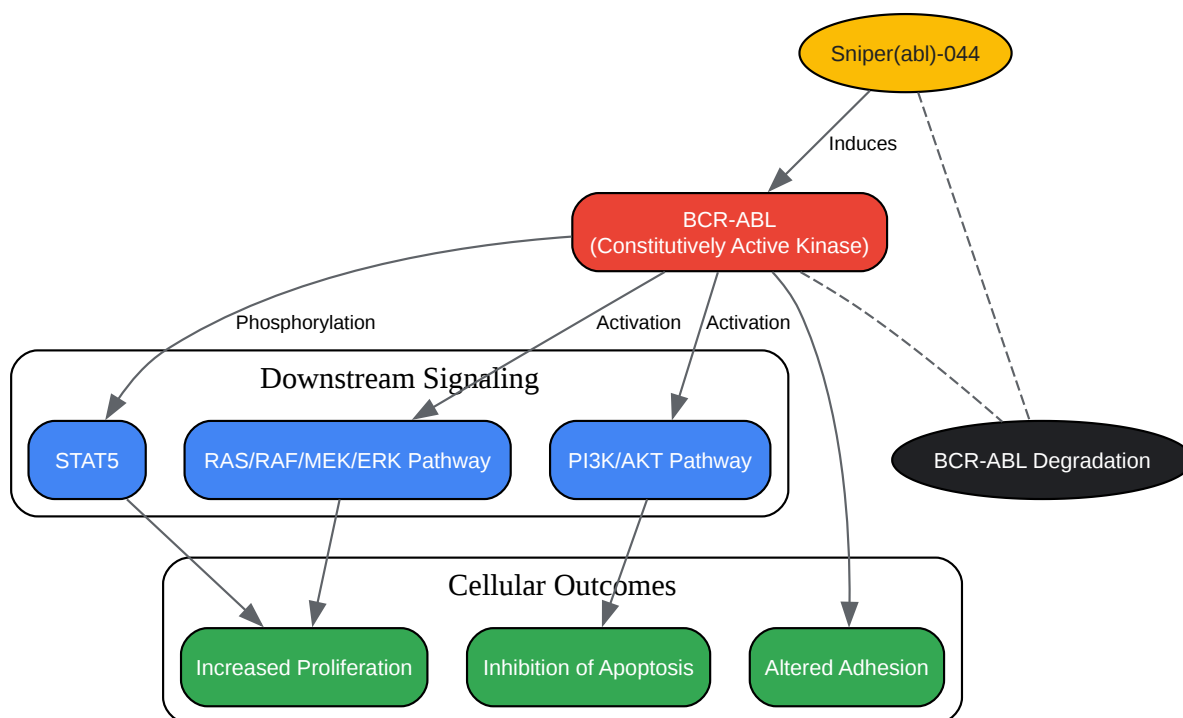 Sniper(abl)-044
Induces
BCR-ABL
(Constitutively Active Kinase)
Phosphorylation
Activation
Activation
Downstream Signaling
STAT5
RAS/RAF/MEK/ERK Pathway
PI3K/AKT Pathway
BCR-ABL Degradation
Cellular Outcomes
Increased Proliferation
Inhibition of Apoptosis
Altered Adhesion